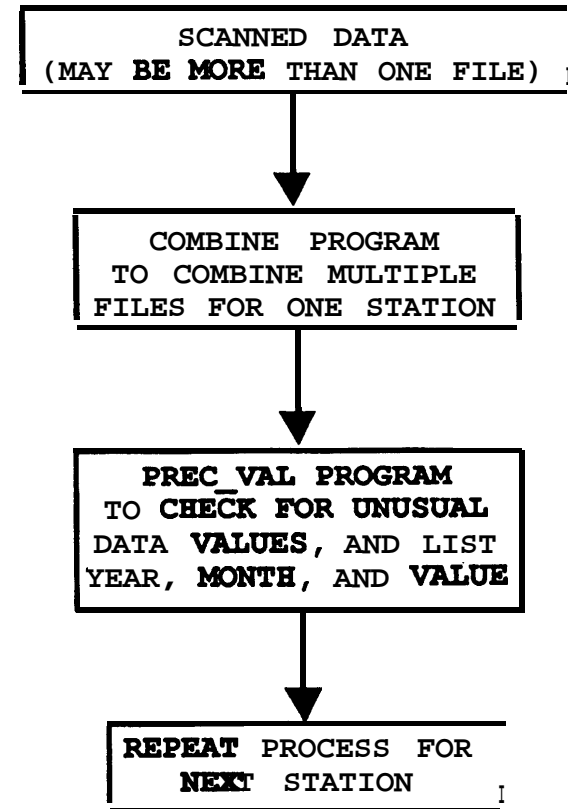 SCANNED DATA
(MAY BE MORE THAN ONE FILE)
COMBINE PROGRAM
TO COMBINE MULTIPLE
FILES FOR ONE STATION
PREC_VAL PROGRAM
TO CHECK FOR UNUSUAL
DATA VALUES, AND LIST
YEAR, MONTH, AND VALUE
REPEAT PROCESS FOR
NEXT STATION